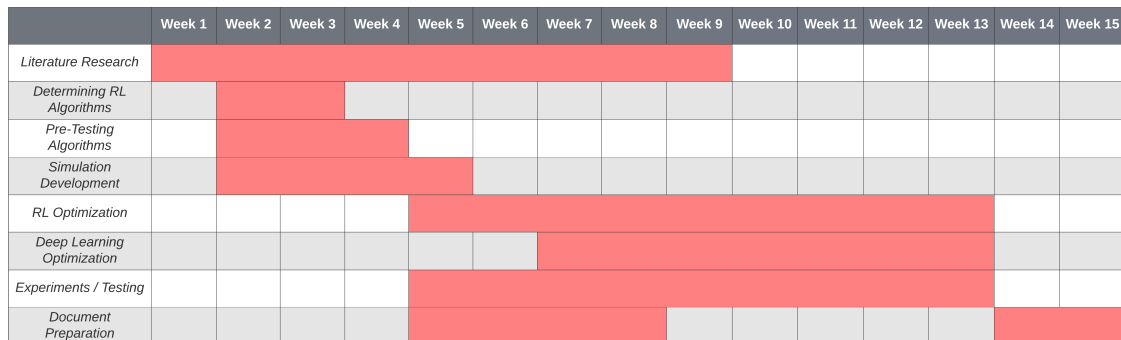 Week 1 Week 2 Week 3 Week 4 Week 5 Week 6 Week 7 Week 8 Week 9 Week 10 Week 11 Week 12 Week 13 Week 14 Week 15
Literature Research
Determining RL
Algorithms
Pre-Testing
Algorithms
Simulation
Development
RL Optimization
Deep Learning
Optimization
Experiments / Testing
Document
Preparation